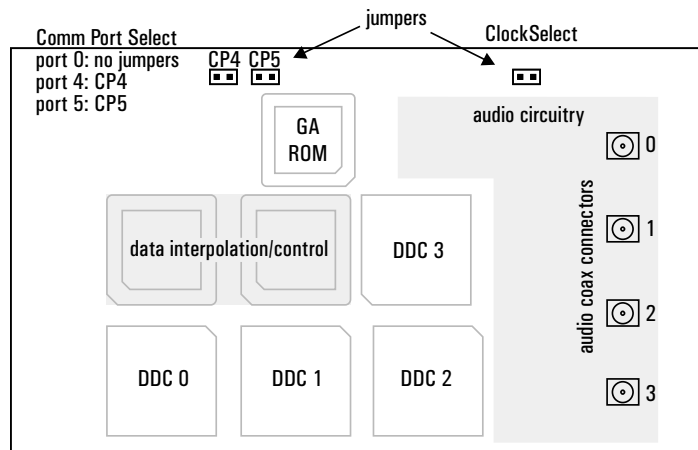 jumpers
Comm Port Select
port 0: no jumpers
port 4: CP4
port 5: CP5
CP4 CP5
ClockSelect
audio circuitry
GA
ROM
0
1
2
3
audio coax connectors
data interpolation/control
DDC 3
DDC 0
DDC 1
DDC 2